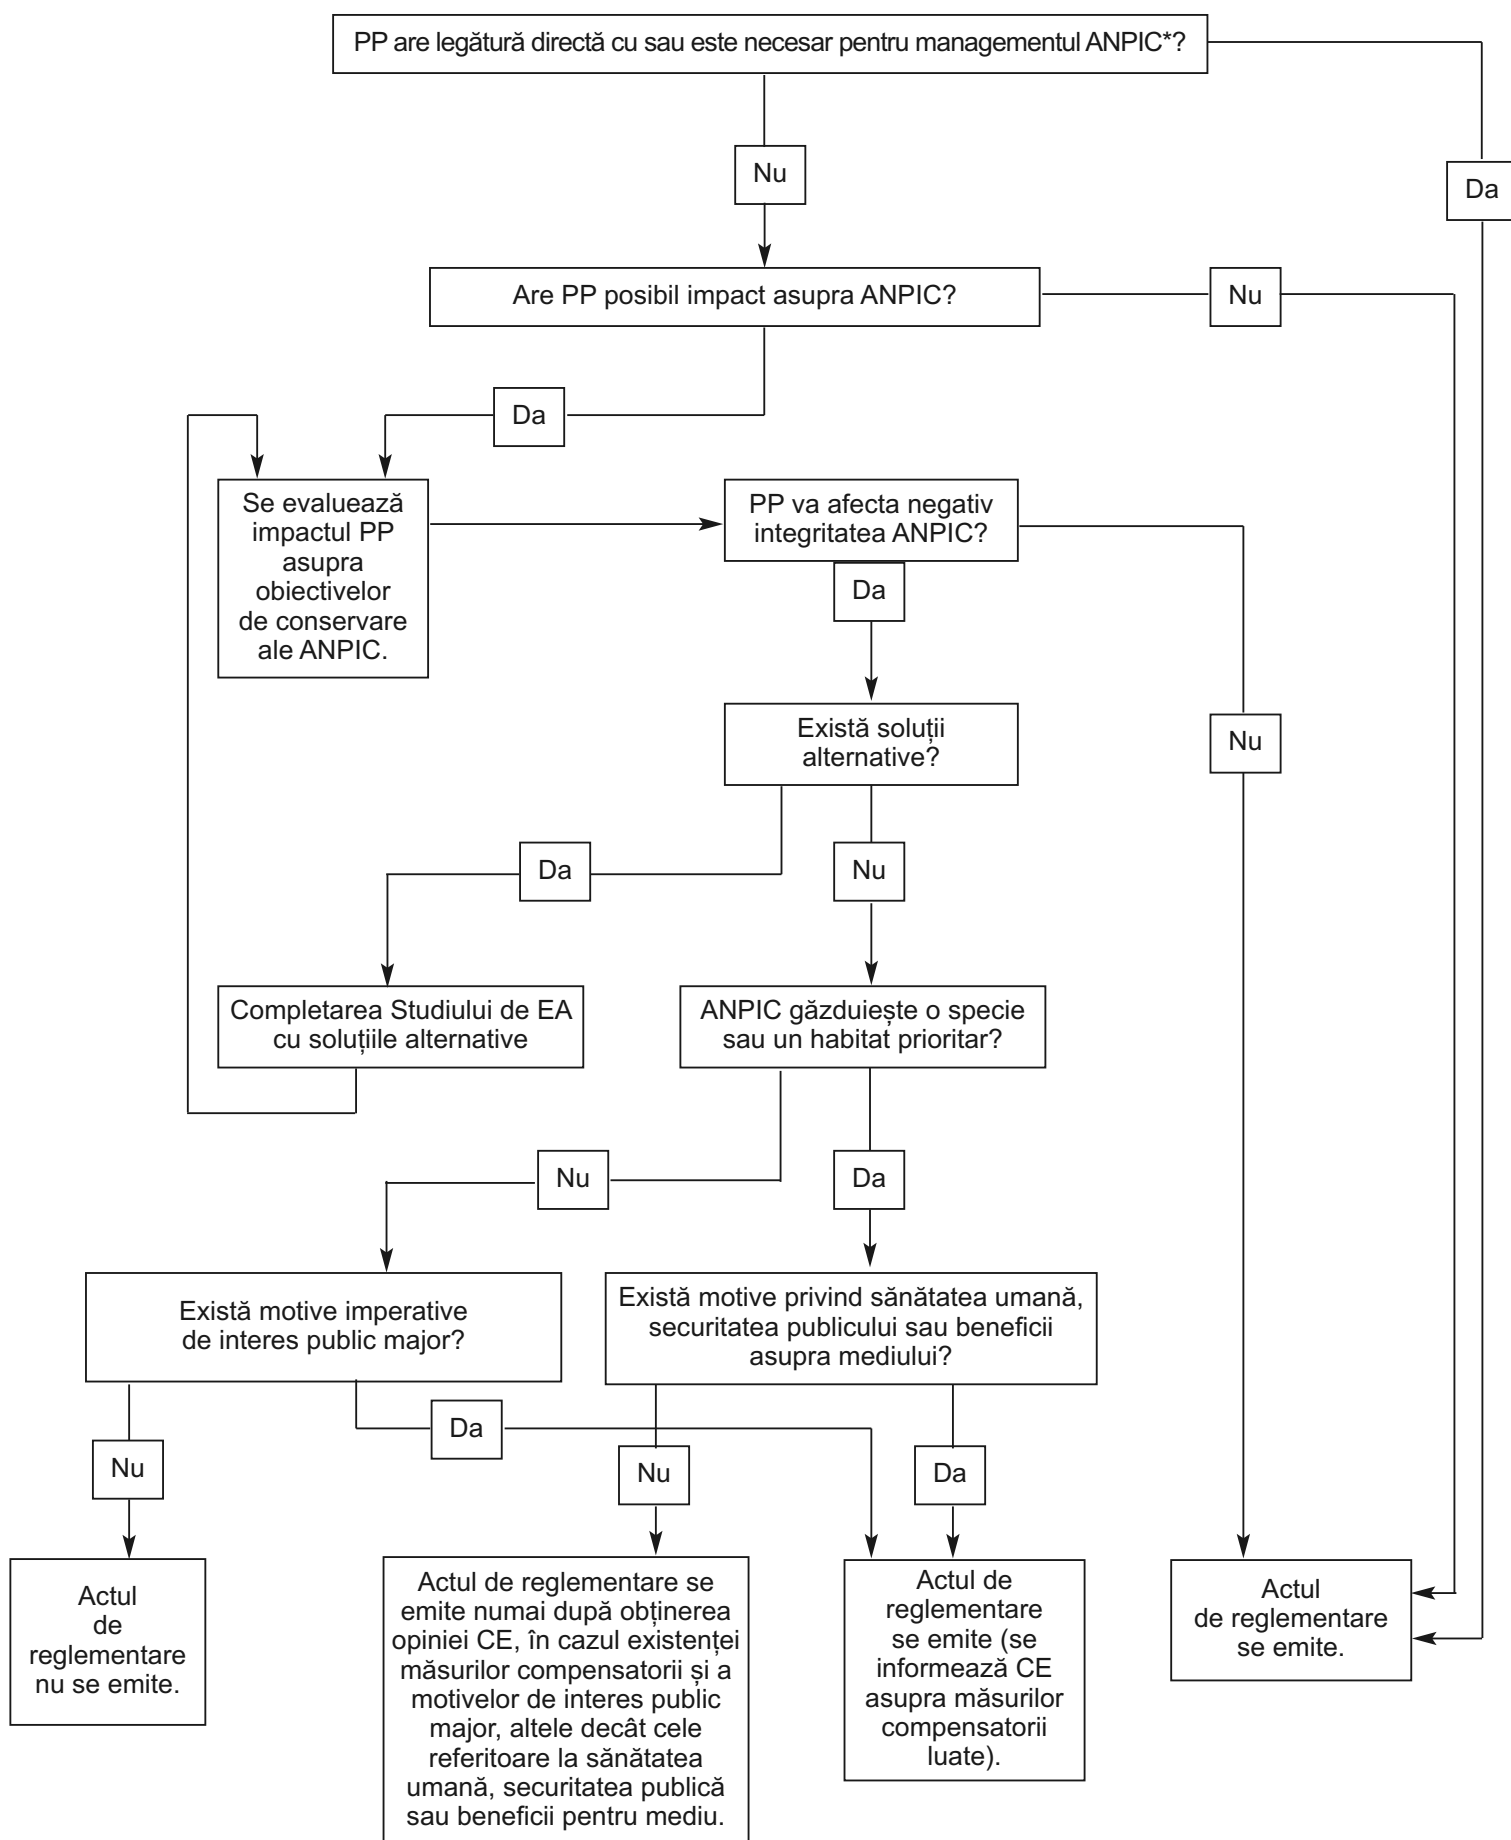 PP are legătură directă cu sau este necesar pentru managementul ANPIC*?
Nu
Da
Are PP posibil impact asupra ANPIC?
Nu
Da
Se evaluează
impactul PP
asupra
obiectivelor
de conservare
ale ANPIC.
PP va afecta negativ
integritatea ANPIC?
Da
Există soluții
alternative?
Nu
Da
Nu
Completarea Studiului de EA
cu soluțiile alternative
ANPIC găzduiește o specie
sau un habitat prioritar?
Nu
Da
Există motive imperative
de interes public major?
Există motive privind sănătatea umană,
securitatea publicului sau beneficii
asupra mediului?
Da
Nu
Nu
Da
Actul
de
reglementare
nu se emite.
Actul de reglementare se
emite numai după obținerea
opiniei CE, în cazul existenței
măsurilor compensatorii și a
motivelor de interes public
major, altele decât cele
referitoare la sănătatea
umană, securitatea publică
sau beneficii pentru mediu.
Actul de
reglementare
se emite (se
informează CE
asupra măsurilor
compensatorii
luate).
Actul
de reglementare
se emite.